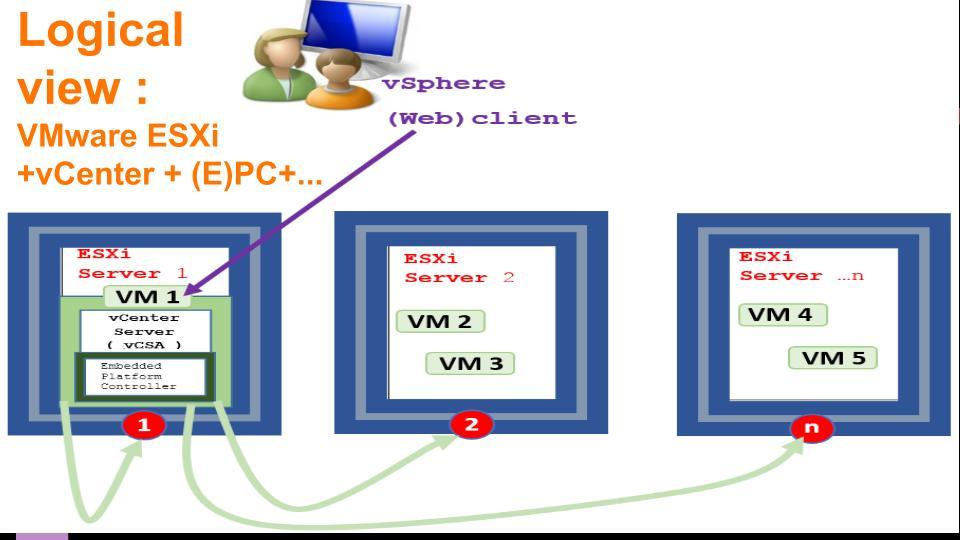 Logical
view :
VMware ESXi
+vCenter + (E)PC+...
vSphere
(Web)client
ESXi
Server 1
VM 1
vCenter
Server
( vCSA )
Embedded
Platform
Controller
1
ESXi
Server 2
VM 2
VM 3
2
ESXi
Server …n
VM 4
VM 5
n